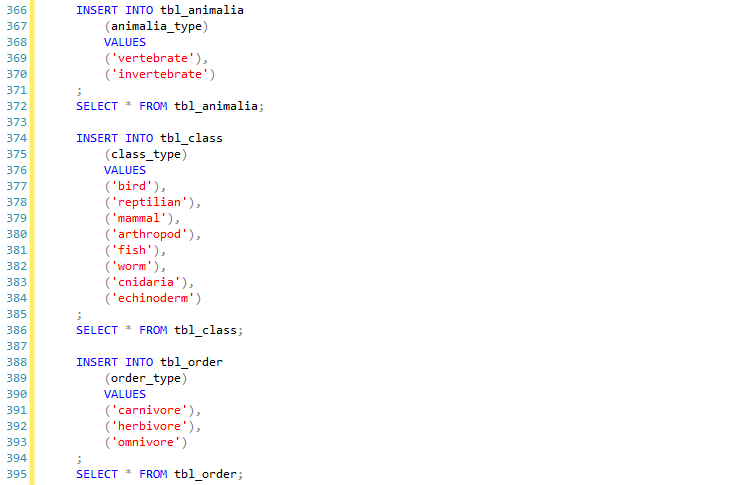 366 INSERT INTO tbl_animalia
367 (animalia_type)
368 VALUES
369 ('vertebrate'),
370 ('invertebrate')
371 ;
372 SELECT * FROM tbl_animalia;
373
374 INSERT INTO tbl_class
375 (class_type)
376 VALUES
377 ('bird'),
378 ('reptilian'),
379 ('mammal'),
380 ('arthropod'),
381 ('fish'),
382 ('worm'),
383 ('cnidaria'),
384 ('echinoderm')
385 ;
386 SELECT * FROM tbl_class;
387
388 INSERT INTO tbl_order
389 (order_type)
390 VALUES
391 ('carnivore'),
392 ('herbivore'),
393 ('omnivore')
394 ;
395 SELECT * FROM tbl_order;